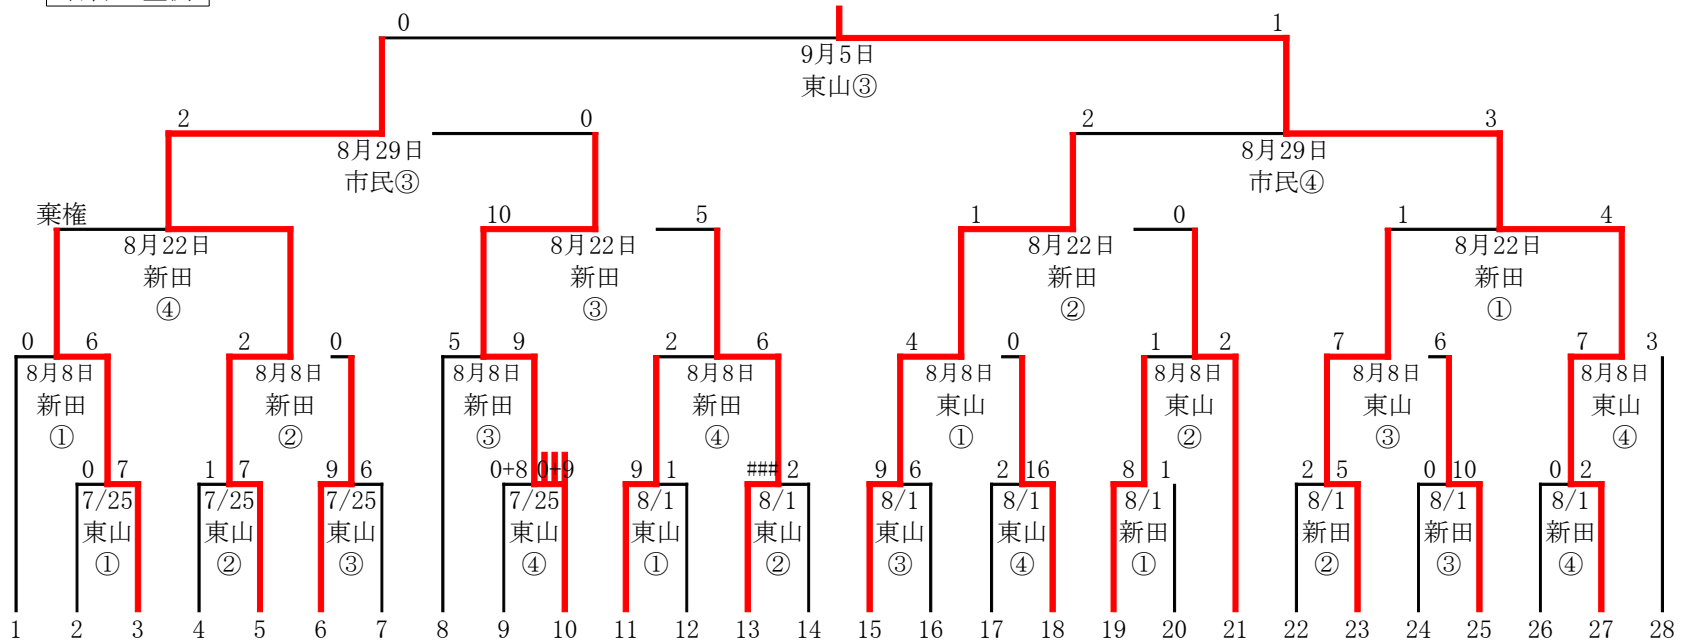 0 1
9月5日
東山③
2 0 2 3
8月29日 8月29日
市民③ 市民④
棄権 10 5 1 0 1 4
8月22日 8月22日 8月22日 8月22日
新田 新田 新田 新田
④ ③ ② ①
0 6 2 0 5 9 2 6 4 0 1 2 7 6 7 3
8月8日 8月8日 8月8日 8月8日 8月8日 8月8日 8月8日 8月8日
新田 新田 新田 新田 東山 東山 東山 東山
① ② ③ ④ ① ② ③ ④
0 7 1 7 9 6 0+8 0+9 9 1 ### 2 9 6 2 16 8 1 2 5 0 10 0 2
7/25 7/25 7/25 7/25 8/1 8/1 8/1 8/1 8/1 8/1 8/1 8/1
東山 東山 東山 東山 東山 東山 東山 東山 新田 新田 新田 新田
① ② ③ ④ ① ② ③ ④ ① ② ③ ④
1 2 3 4 5 6 7 8 9 10 11 12 13 14 15 16 17 18 19 20 21 22 23 24 25 26 27 28